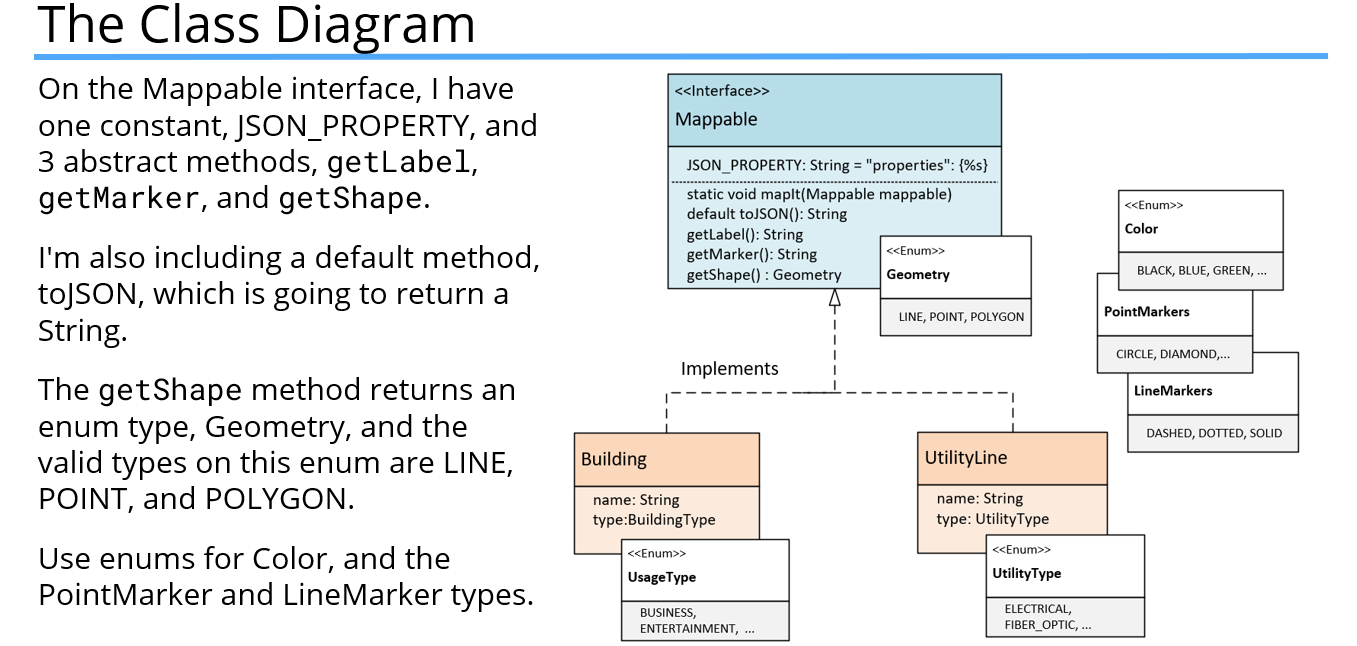 The Class Diagram
On the Mappable interface, I have
one constant, JSON_PROPERTY, and
3 abstract methods, getLabel,
getMarker, and getShape.
I'm also including a default method,
toJSON, which is going to return a
String.
The getShape method returns an
enum type, Geometry, and the
valid types on this enum are LINE,
POINT, and POLYGON.
Use enums for Color, and the
PointMarker and LineMarker types.
<<Interface>>
Mappable
JSON_PROPERTY: String = "properties": {%s}
static void mapIt(Mappable mappable)
default toJSON(): String
getLabel(): String
getMarker(): String
getShape() : Geometry
<<Enum>>
Geometry
LINE, POINT, POLYGON
<<Enum>>
Color
BLACK, BLUE, GREEN, ...
PointMarkers
CIRCLE, DIAMOND,...
LineMarkers
DASHED, DOTTED, SOLID
Implements
Building
name: String
type:BuildingType
<<Enum>>
UsageType
BUSINESS,
ENTERTAINMENT, ...
UtilityLine
name: String
type: UtilityType
<<Enum>>
UtilityType
ELECTRICAL,
FIBER_OPTIC, ...